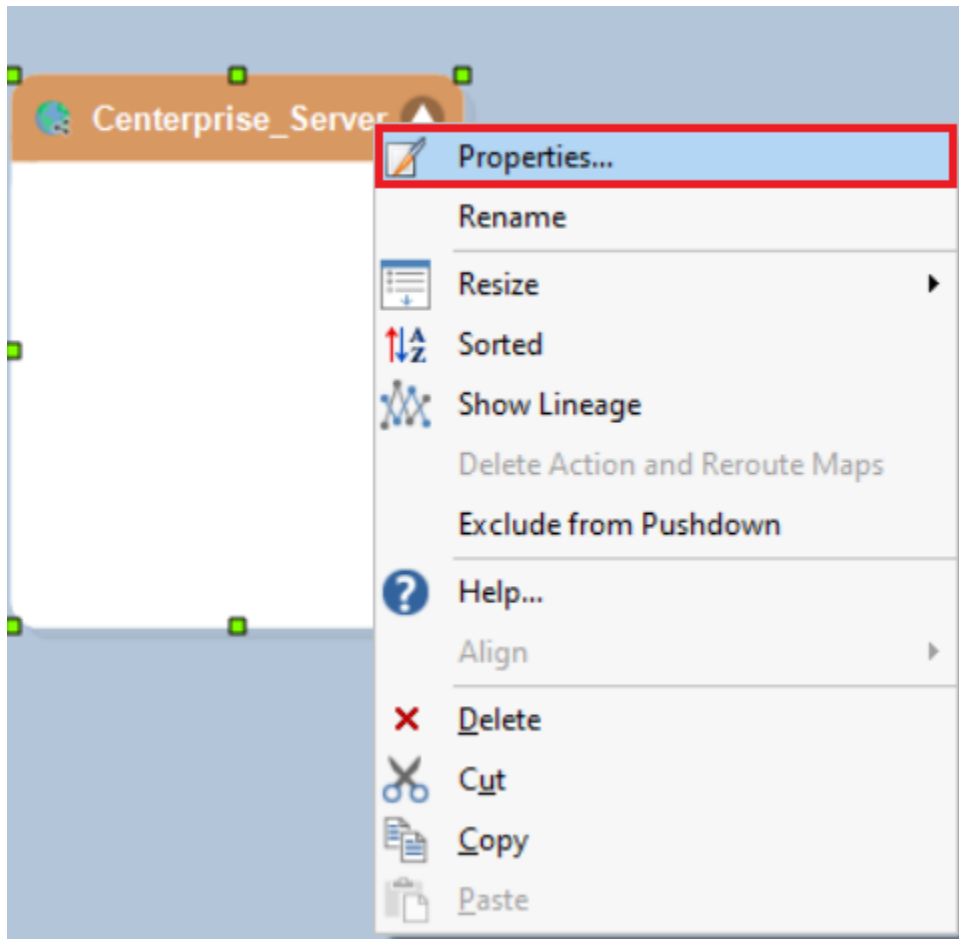 Centerprise_Server
Properties...
Rename
Resize
Sorted
Show Lineage
Delete Action and Reroute Maps
Exclude from Pushdown
Help...
Align
Delete
Cut
Copy
Paste